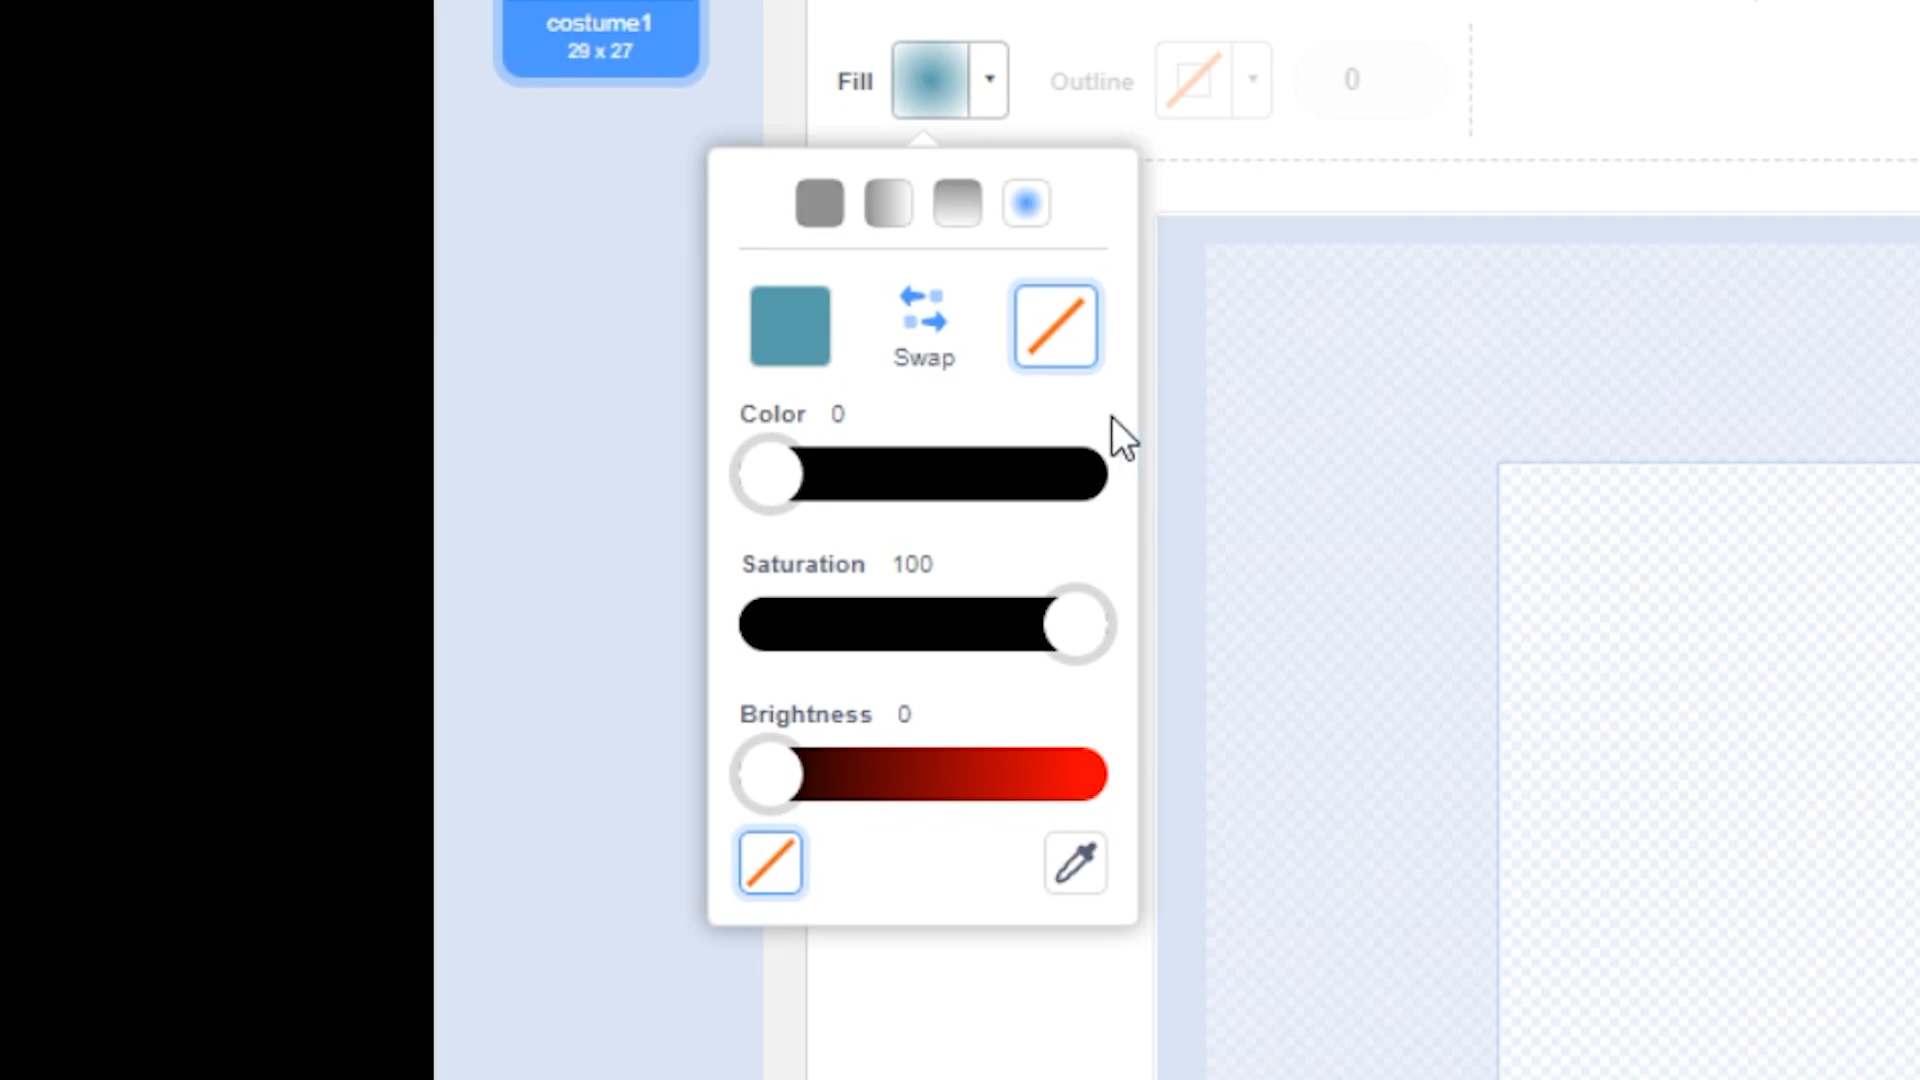 costume1
29 x 27
Fill
Outline
0
Swap
Color 0
Saturation 100
Brightness 0